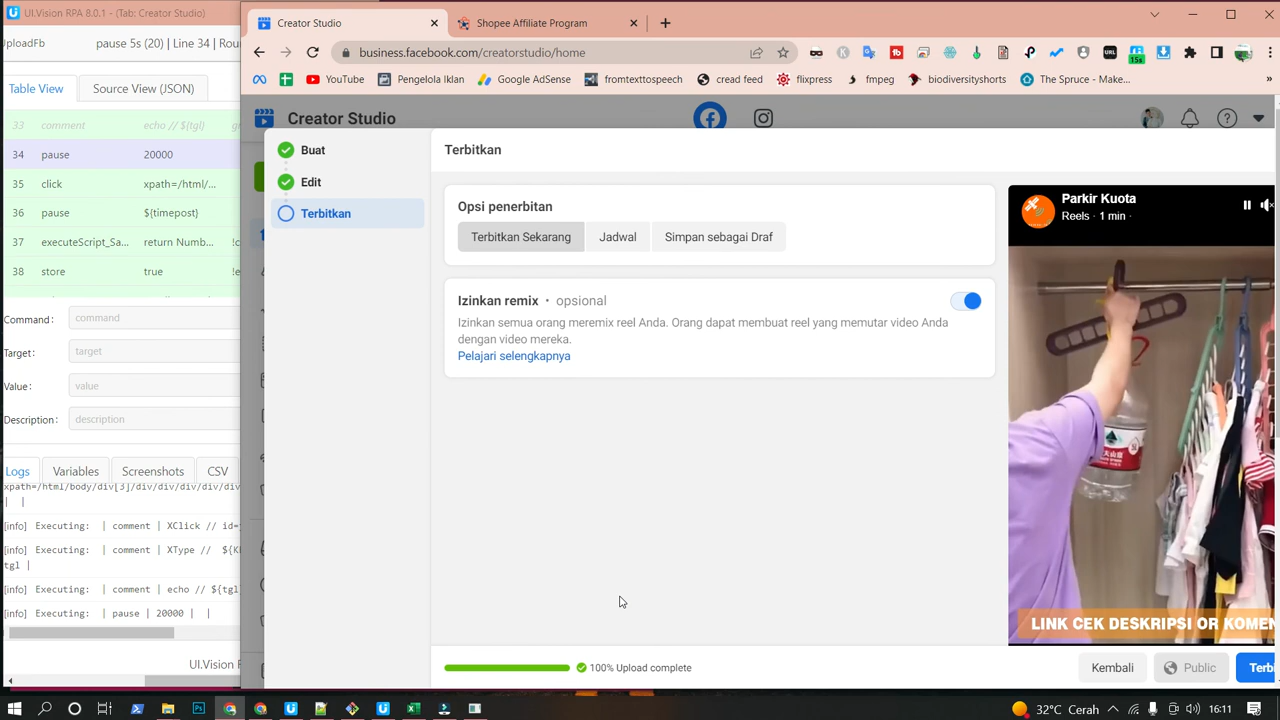 UI.Vision RPA 8.0.1 - (Tab: Creator Studio)
UploadFb
pause 5s (20) | Line 34 | Rou
Table View
Source View (JSON)
33 comment echo // ${tgl}
34 pause 20000
35 click xpath=/html/...
36 pause ${timepost}
37 executeScript_Sa... return Numb...
38 store true
Command:
command
Target:
target
Value:
value
Description:
description
Logs
Variables
Screenshots
CSV
xpath=/html/body/div[3]/div/div/div/div/div
| |
[info] Executing: | comment | XClick // id=
[info] Executing: | comment | XType // ${K
tgl |
[info] Executing: | comment | echo // ${tgl
[info] Executing: | pause | 20000 | |
UI.Vision RPA
Creator Studio
Shopee Affiliate Program
business.facebook.com/creatorstudio/home
15s
YouTube
Pengelola Iklan
Google AdSense
fromtexttospeech
cread feed
flixpress
fmpeg
biodiversityshorts
The Spruce - Make...
Creator Studio
Buat
Edit
Terbitkan
Terbitkan
Opsi penerbitan
Terbitkan Sekarang
Jadwal
Simpan sebagai Draf
Izinkan remix • opsional
Izinkan semua orang meremix reel Anda. Orang dapat membuat reel yang memutar video Anda
dengan video mereka.
Pelajari selengkapnya
Parkir Kuota
Reels · 1 min ·
LINK CEK DESKRIPSI OR KOMEN
100% Upload complete
Kembali
Public
Terb
32°C Cerah
16:11